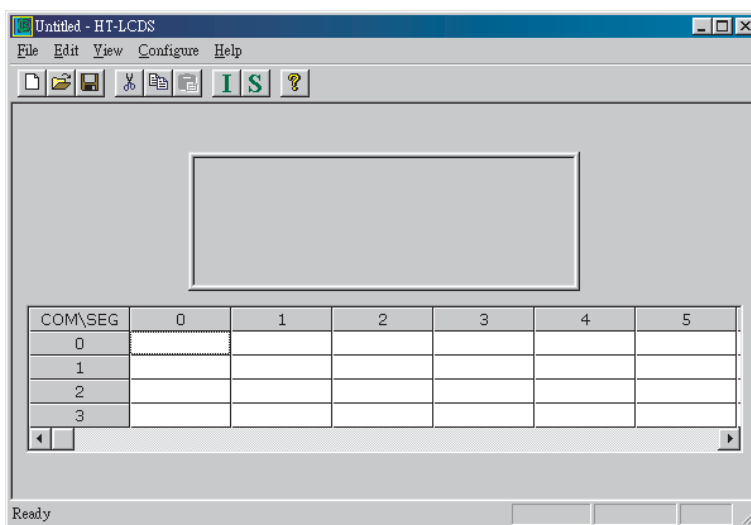 Untitled - HT-LCDS
File Edit View Configure Help
I S ?
COM\SEG 0 1 2 3 4 5
0
1
2
3
Ready